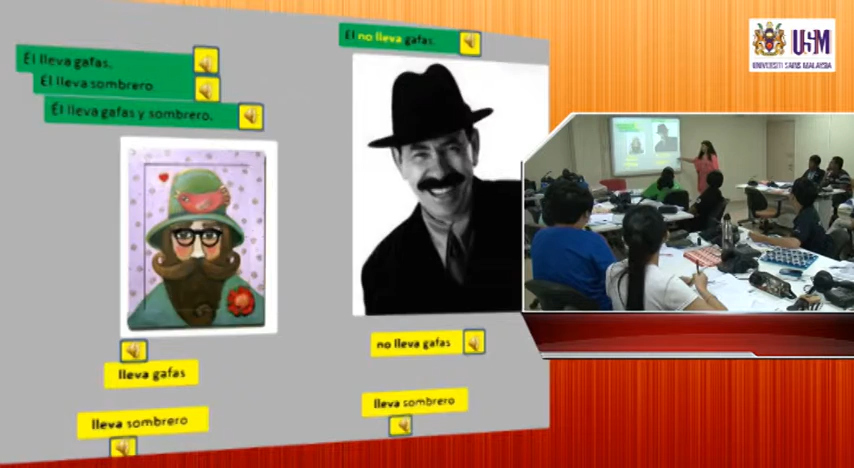 Él lleva gafas.
Él lleva sombrero
Él lleva gafas y sombrero.
Él no lleva gafas.
lleva gafas
lleva sombrero
no lleva gafas
lleva sombrero
USM
UNIVERSITI SAINS MALAYSIA